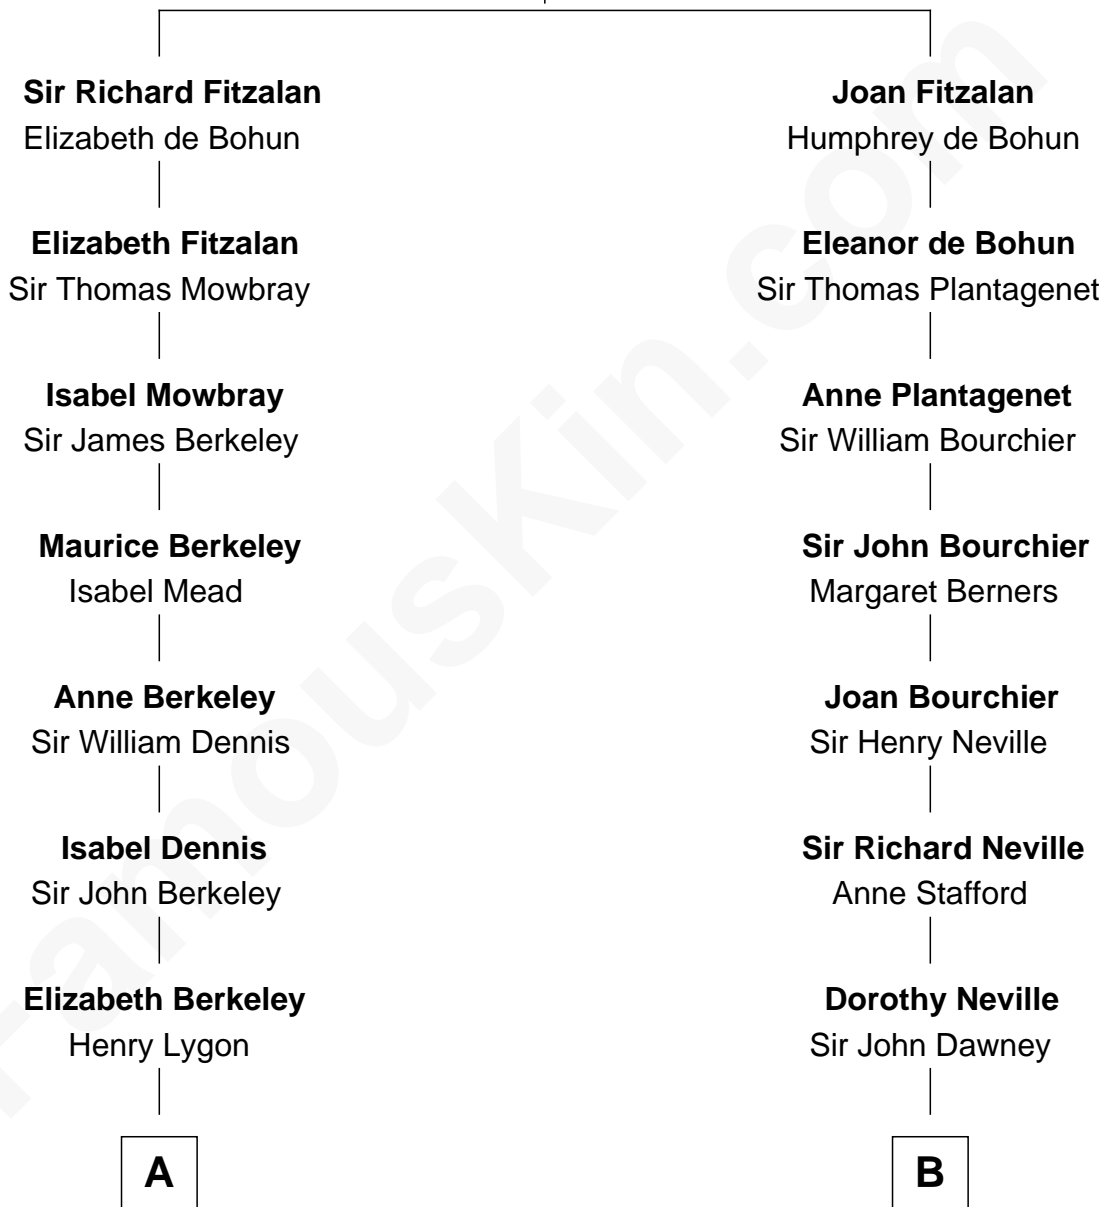 Sir Richard Fitzalan
Elizabeth de Bohun
Elizabeth Fitzalan
Sir Thomas Mowbray
Isabel Mowbray
Sir James Berkeley
Maurice Berkeley
Isabel Mead
Anne Berkeley
Sir William Dennis
Isabel Dennis
Sir John Berkeley
Elizabeth Berkeley
Henry Lygon
A
Joan Fitzalan
Humphrey de Bohun
Eleanor de Bohun
Sir Thomas Plantagenet
Anne Plantagenet
Sir William Bourchier
Sir John Bourchier
Margaret Berners
Joan Bourchier
Sir Henry Neville
Sir Richard Neville
Anne Stafford
Dorothy Neville
Sir John Dawney
B
FamousKin.com